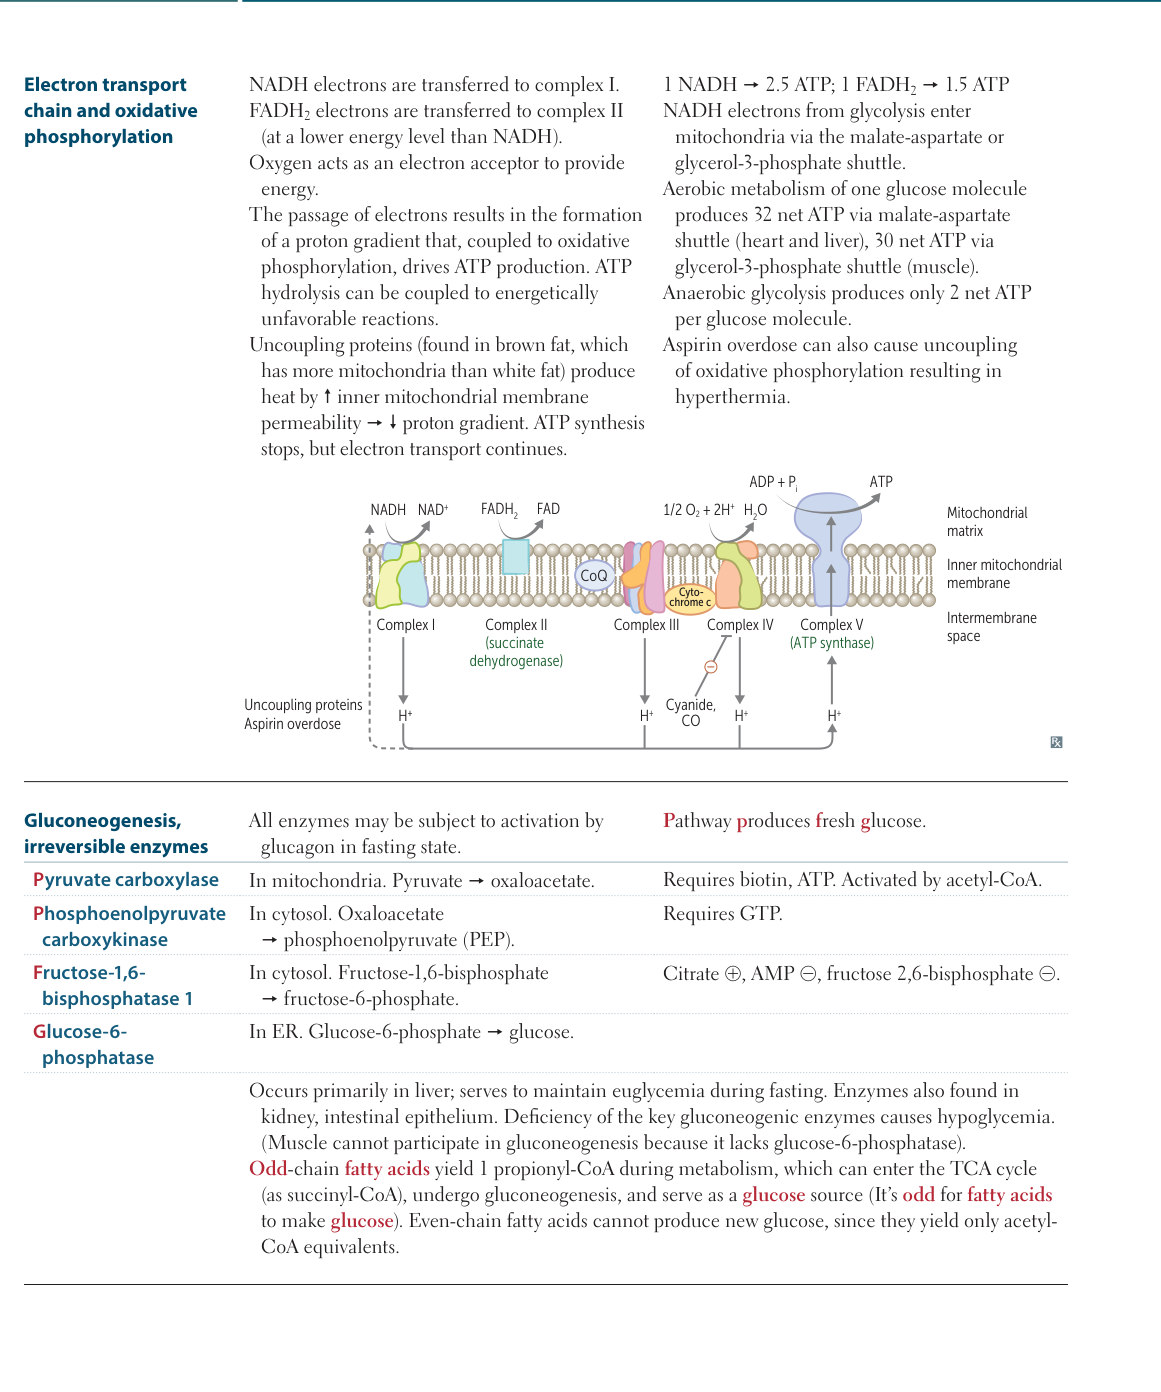 Electron transport
chain and oxidative
phosphorylation
NADH electrons are transferred to complex I.
FADH₂ electrons are transferred to complex II
(at a lower energy level than NADH).
Oxygen acts as an electron acceptor to provide
energy.
The passage of electrons results in the formation
of a proton gradient that, coupled to oxidative
phosphorylation, drives ATP production. ATP
hydrolysis can be coupled to energetically
unfavorable reactions.
Uncoupling proteins (found in brown fat, which
has more mitochondria than white fat) produce
heat by ↑ inner mitochondrial membrane
permeability → ↓ proton gradient. ATP synthesis
stops, but electron transport continues.
1 NADH → 2.5 ATP; 1 FADH₂ → 1.5 ATP
NADH electrons from glycolysis enter
mitochondria via the malate-aspartate or
glycerol-3-phosphate shuttle.
Aerobic metabolism of one glucose molecule
produces 32 net ATP via malate-aspartate
shuttle (heart and liver), 30 net ATP via
glycerol-3-phosphate shuttle (muscle).
Anaerobic glycolysis produces only 2 net ATP
per glucose molecule.
Aspirin overdose can also cause uncoupling
of oxidative phosphorylation resulting in
hyperthermia.
ADP + Pᵢ ATP
NADH NAD⁺ FADH₂ FAD 1/2 O₂ + 2H⁺ H₂O
Mitochondrial
matrix
Inner mitochondrial
membrane
Intermembrane
space
CoQ
Cyto-
chrome c
Complex I Complex II Complex III Complex IV Complex V
(succinate
dehydrogenase)
(ATP synthase)
Uncoupling proteins
Aspirin overdose
Cyanide,
CO
H⁺ H⁺ H⁺ H⁺
Rx
Gluconeogenesis,
irreversible enzymes
All enzymes may be subject to activation by
glucagon in fasting state.
Pathway produces fresh glucose.
Pyruvate carboxylase
In mitochondria. Pyruvate → oxaloacetate.
Requires biotin, ATP. Activated by acetyl-CoA.
Phosphoenolpyruvate
carboxykinase
In cytosol. Oxaloacetate
→ phosphoenolpyruvate (PEP).
Requires GTP.
Fructose-1,6-
bisphosphatase 1
In cytosol. Fructose-1,6-bisphosphate
→ fructose-6-phosphate.
Citrate ⊕, AMP ⊖, fructose 2,6-bisphosphate ⊖.
Glucose-6-
phosphatase
In ER. Glucose-6-phosphate → glucose.
Occurs primarily in liver; serves to maintain euglycemia during fasting. Enzymes also found in
kidney, intestinal epithelium. Deficiency of the key gluconeogenic enzymes causes hypoglycemia.
(Muscle cannot participate in gluconeogenesis because it lacks glucose-6-phosphatase).
Odd-chain fatty acids yield 1 propionyl-CoA during metabolism, which can enter the TCA cycle
(as succinyl-CoA), undergo gluconeogenesis, and serve as a glucose source (It’s odd for fatty acids
to make glucose). Even-chain fatty acids cannot produce new glucose, since they yield only acetyl-
CoA equivalents.